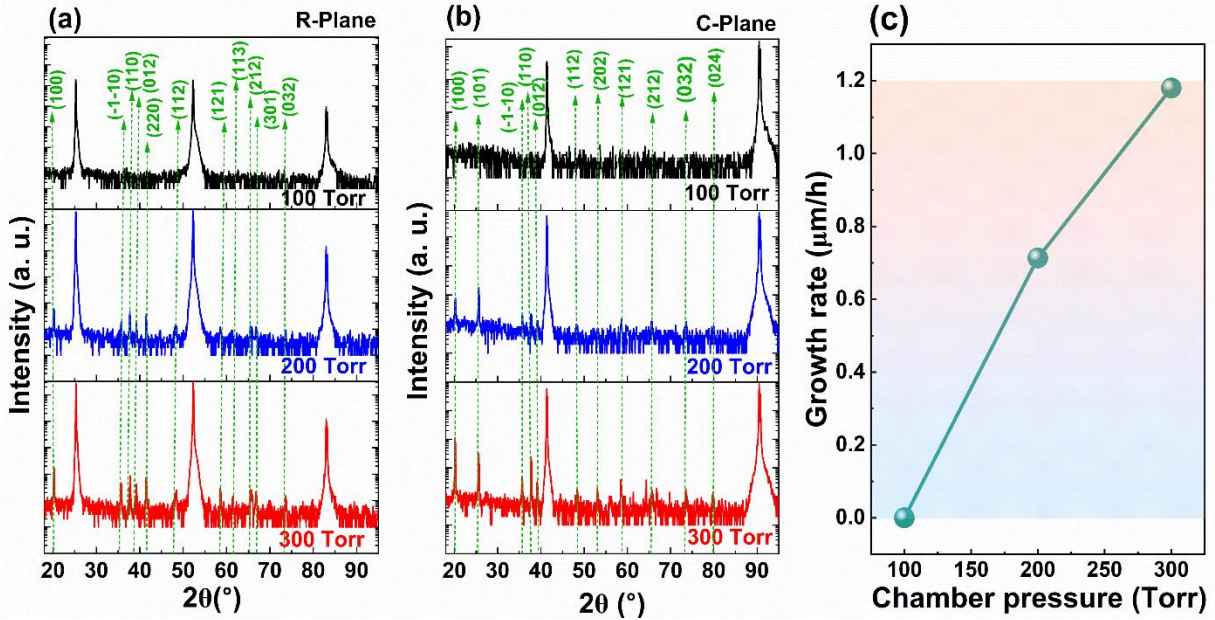 (a)
R-Plane
(100)
(-1-10)
(110)
(012)
(220)
(112)
(121)
(113)
(212)
(301)
(032)
100 Torr
200 Torr
300 Torr
Intensity (a. u.)
20 30 40 50 60 70 80 90
2θ(°)
(b)
C-Plane
(100)
(101)
(-1-10)
(110)
(012)
(112)
(202)
(121)
(212)
(032)
(024)
100 Torr
200 Torr
300 Torr
Intensity (a. u.)
20 30 40 50 60 70 80 90
2θ (°)
(c)
Growth rate (μm/h)
1.2
1.0
0.8
0.6
0.4
0.2
0.0
100 150 200 250 300
Chamber pressure (Torr)